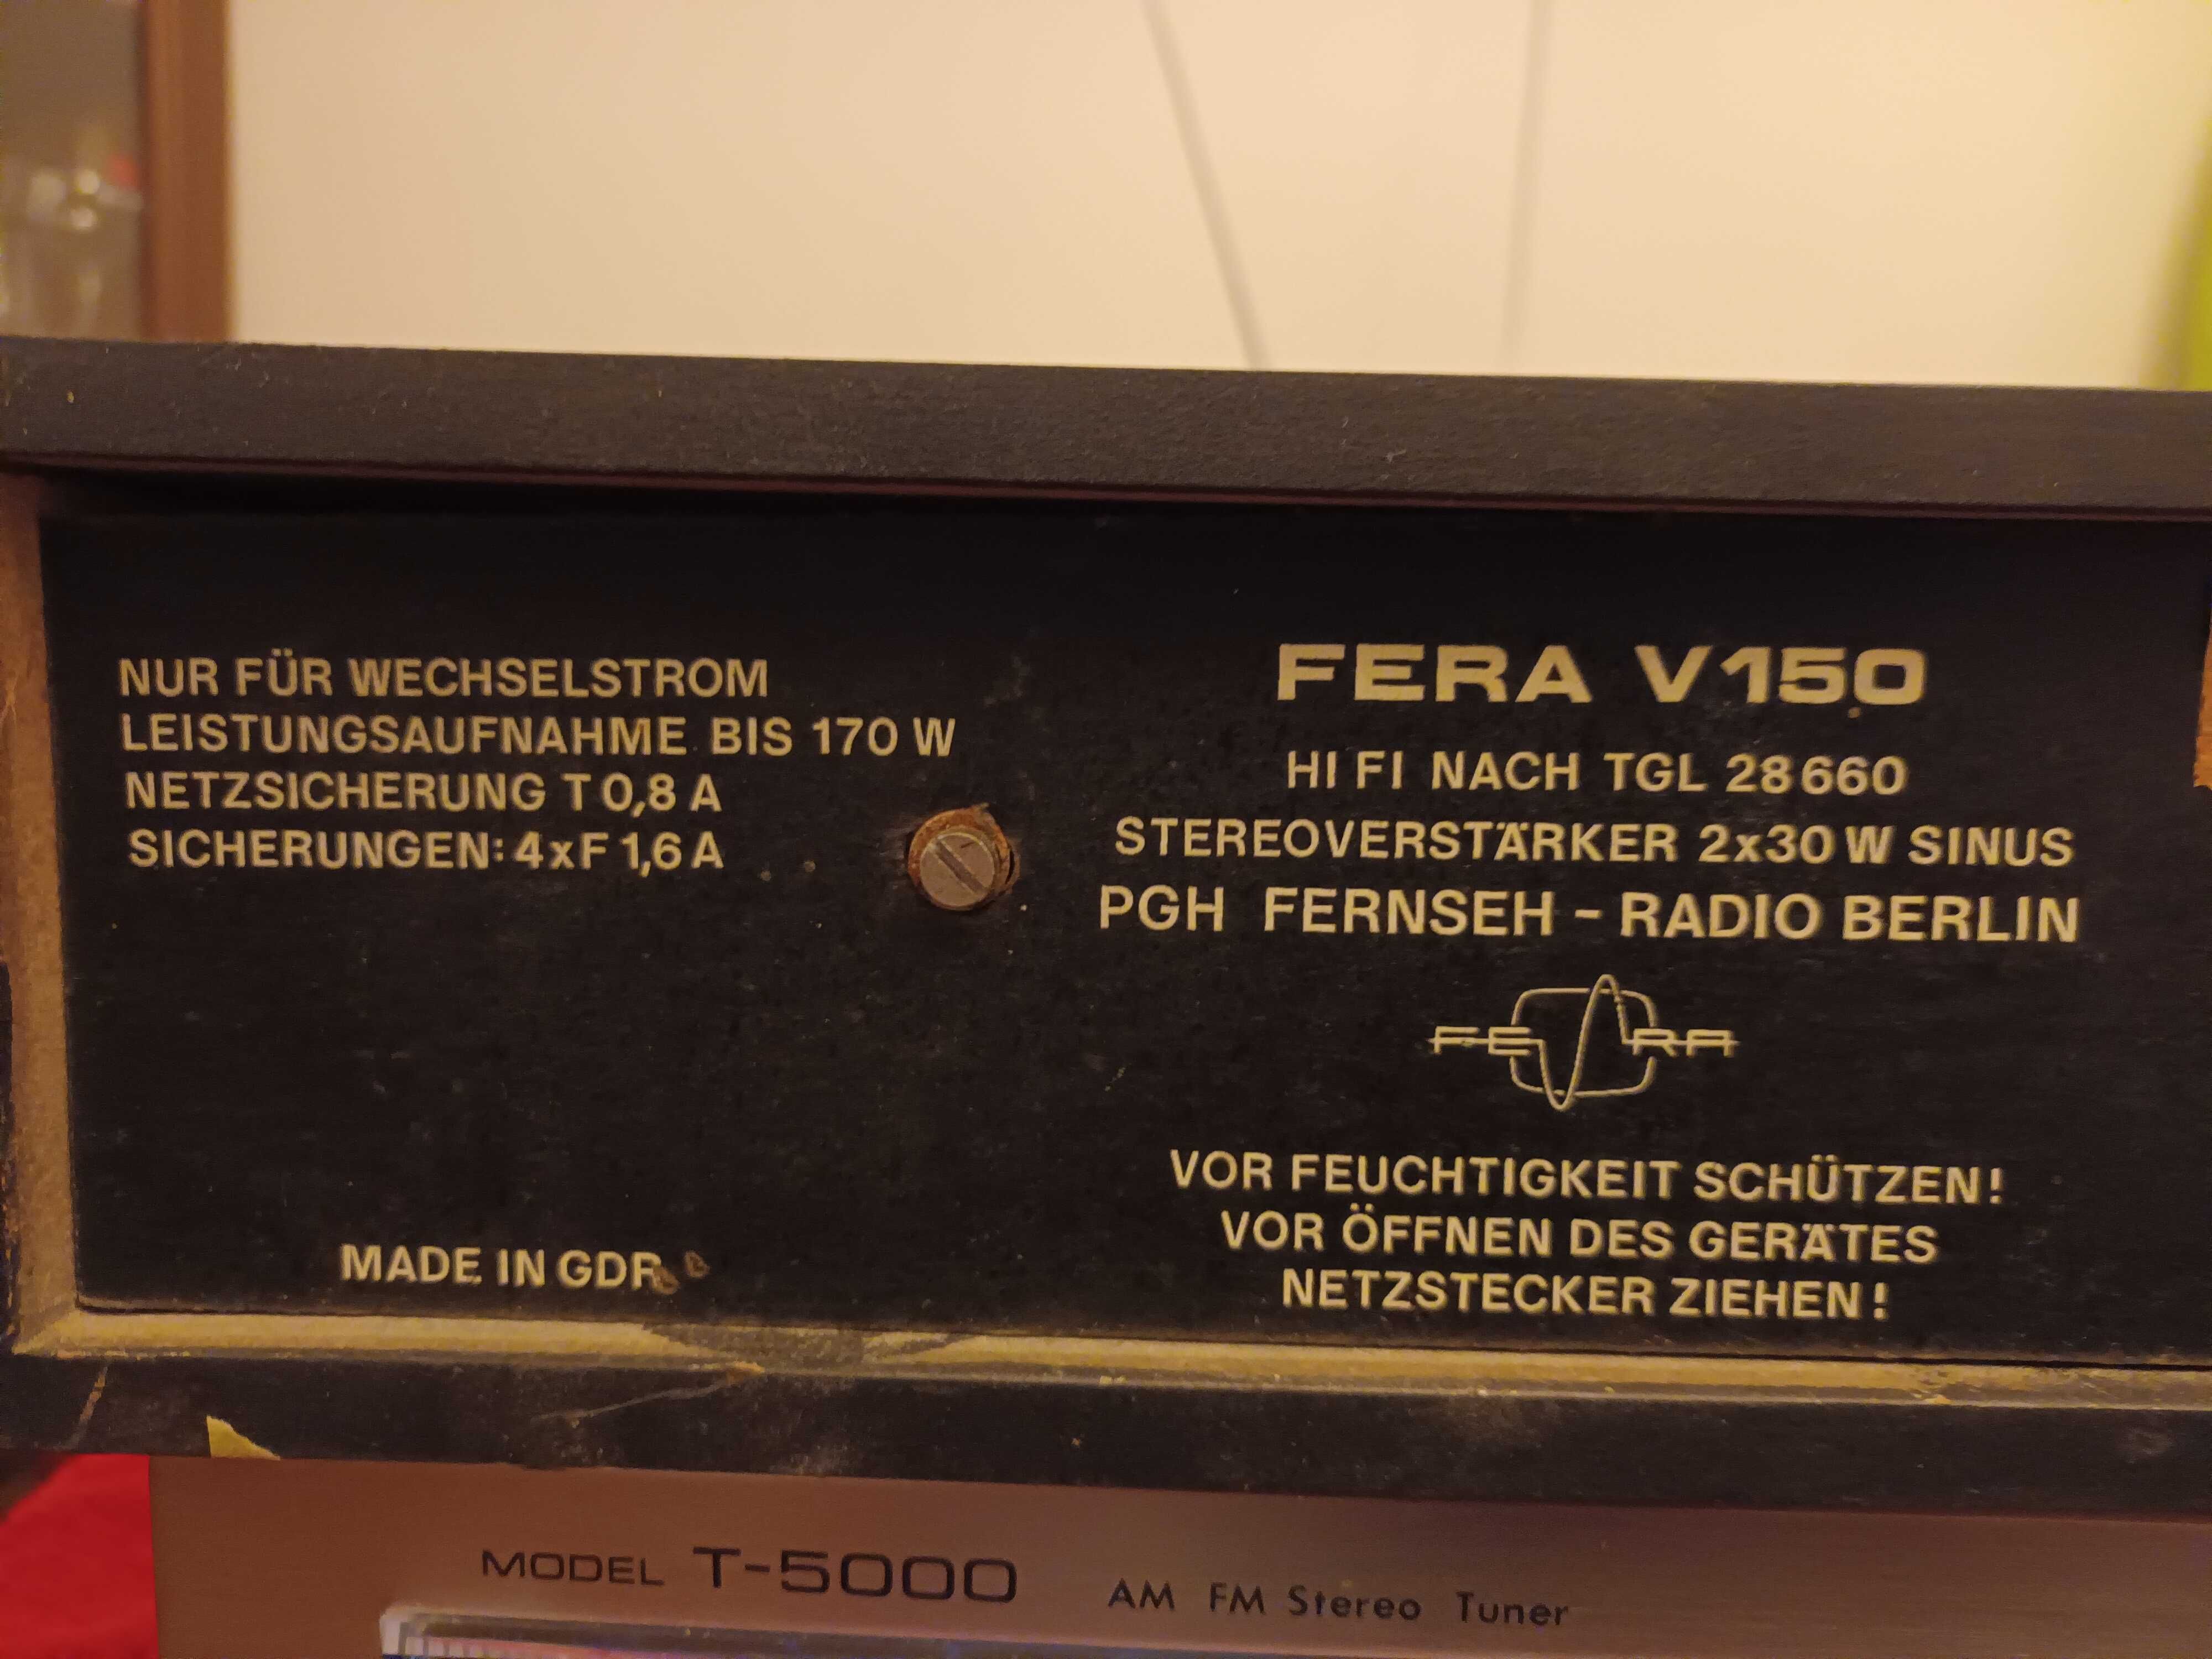 NUR FÜR WECHSELSTROM
LEISTUNGSAUFNAHME BIS 170 W
NETZSICHERUNG T 0,8 A
SICHERUNGEN: 4xF 1,6 A
MADE IN GDR
FERA V150
HI FI NACH TGL 28660
STEREOVERSTÄRKER 2x30 W SINUS
PGH FERNSEH - RADIO BERLIN
FERA
VOR FEUCHTIGKEIT SCHÜTZEN!
VOR ÖFFNEN DES GERÄTES
NETZSTECKER ZIEHEN!
MODEL T-5000 AM FM Stereo Tuner